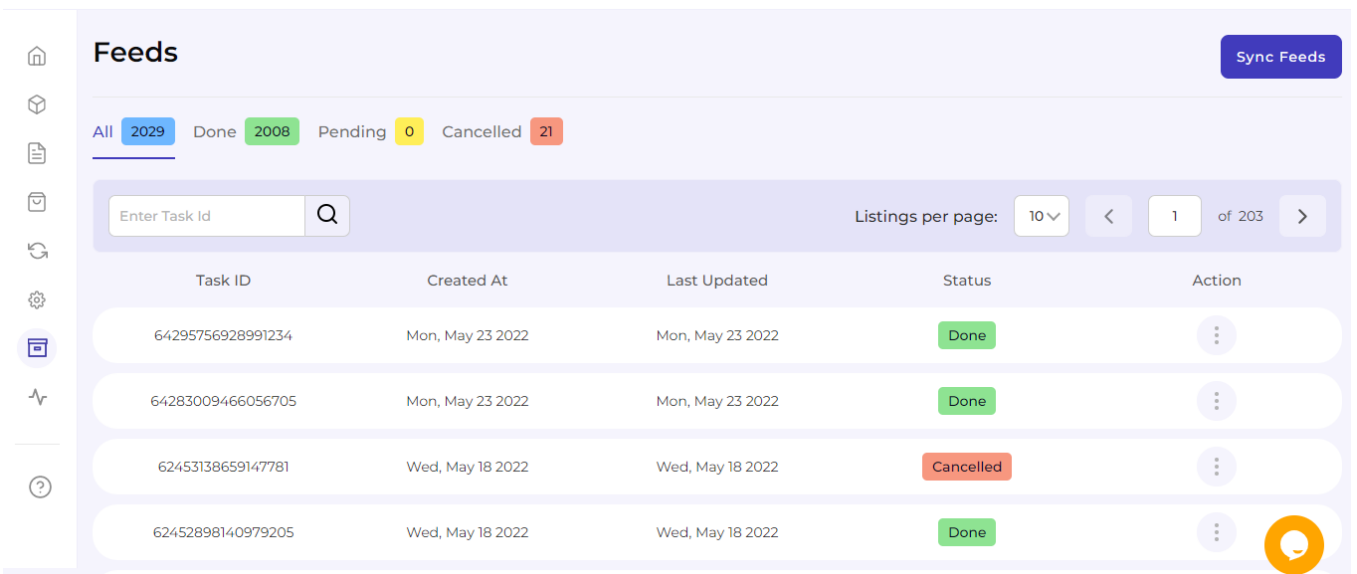 Feeds
Sync Feeds
All 2029 Done 2008 Pending 0 Cancelled 21
Enter Task Id Listings per page: 10 1 of 203
Task ID Created At Last Updated Status Action
64295756928991234 Mon, May 23 2022 Mon, May 23 2022 Done
64283009466056705 Mon, May 23 2022 Mon, May 23 2022 Done
62453138659147781 Wed, May 18 2022 Wed, May 18 2022 Cancelled
62452898140979205 Wed, May 18 2022 Wed, May 18 2022 Done